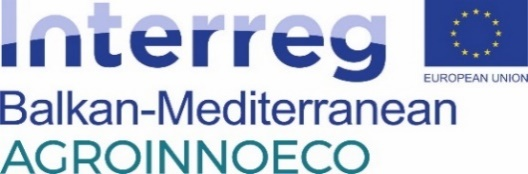 Interreg
EUROPEAN UNION
Balkan-Mediterranean
AGROINNOECO